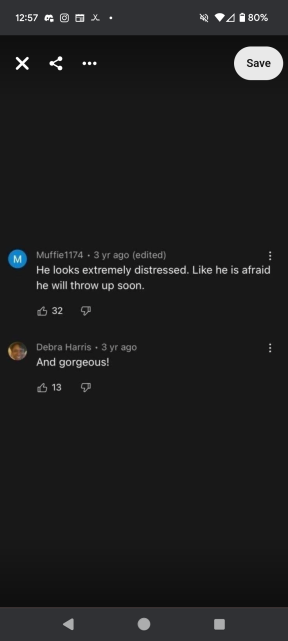 12:57
80%
Save
Muffie1174 • 3 yr ago (edited)
He looks extremely distressed. Like he is afraid
he will throw up soon.
32
Debra Harris • 3 yr ago
And gorgeous!
13